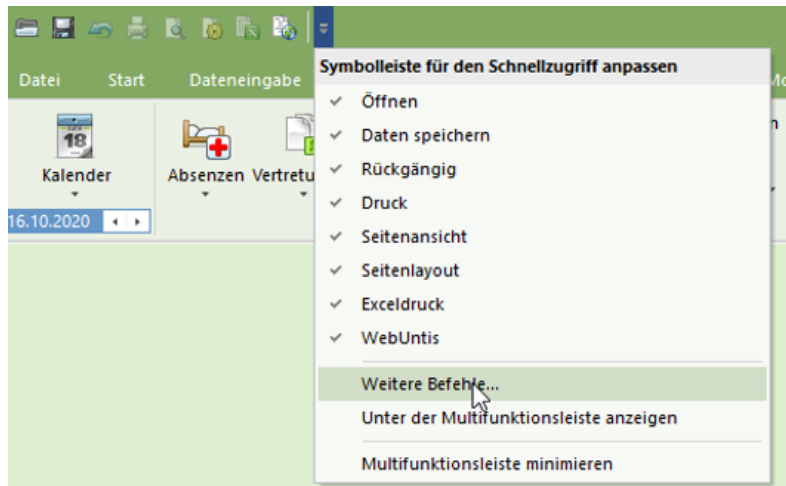 Symbolleiste für den Schnellzugriff anpassen
Datei Start Dateneingabe
Öffnen
Daten speichern
18
Rückgängig
Kalender Absenzen
Druck
16.10.2020
Seitenansicht
Seitenlayout
Exceldruck
WebUntis
Weitere Befehle...
Unter der Multifunktionsleiste anzeigen
Multifunktionsleiste minimieren